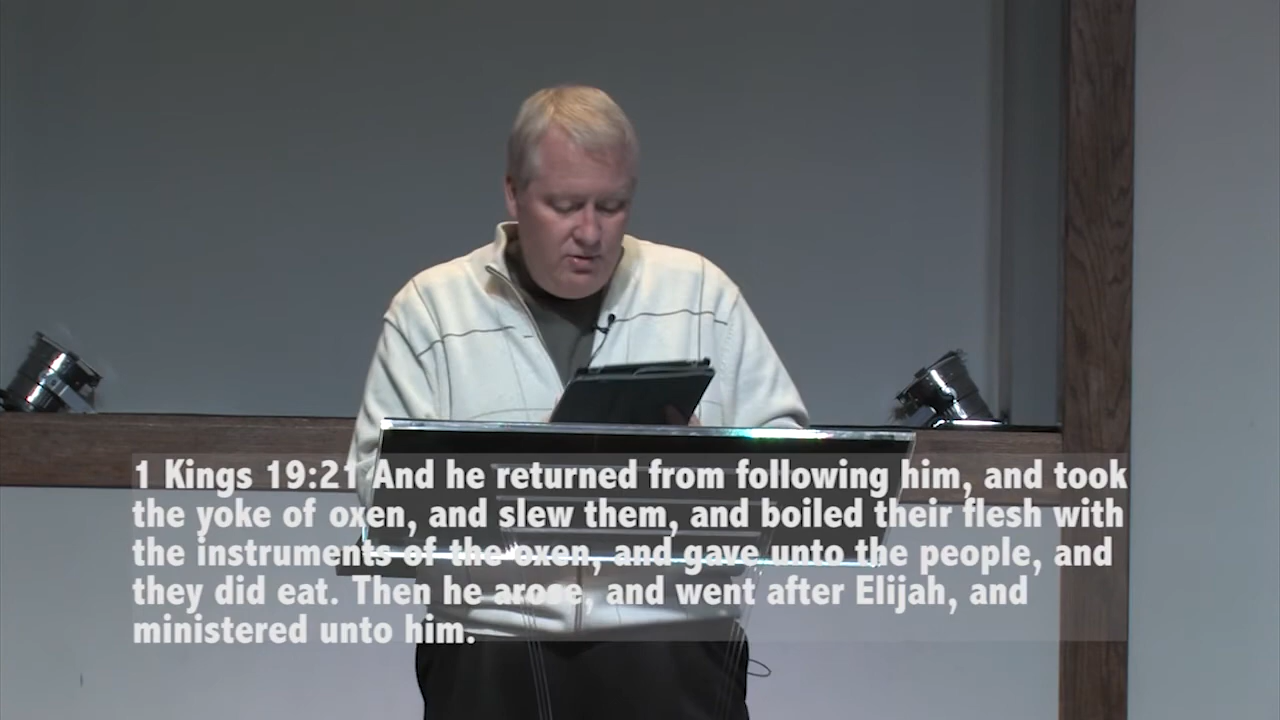 1 Kings 19:21 And he returned from following him, and took
the yoke of oxen, and slew them, and boiled their flesh with
the instruments of the oxen, and gave unto the people, and
they did eat. Then he arose, and went after Elijah, and
ministered unto him.